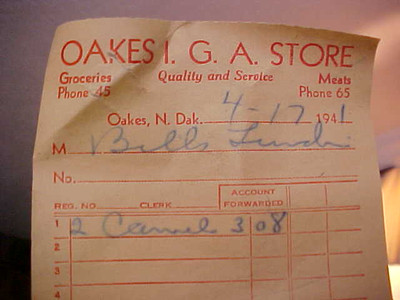 OAKES I. G. A. STORE
Groceries Quality and Service Meats
Phone 45 Phone 65
Oakes, N. Dak. 4-17 1941
M Bills
No.
REG. NO. CLERK ACCOUNT FORWARDED
1 2 Camel 3 08
2
3
4